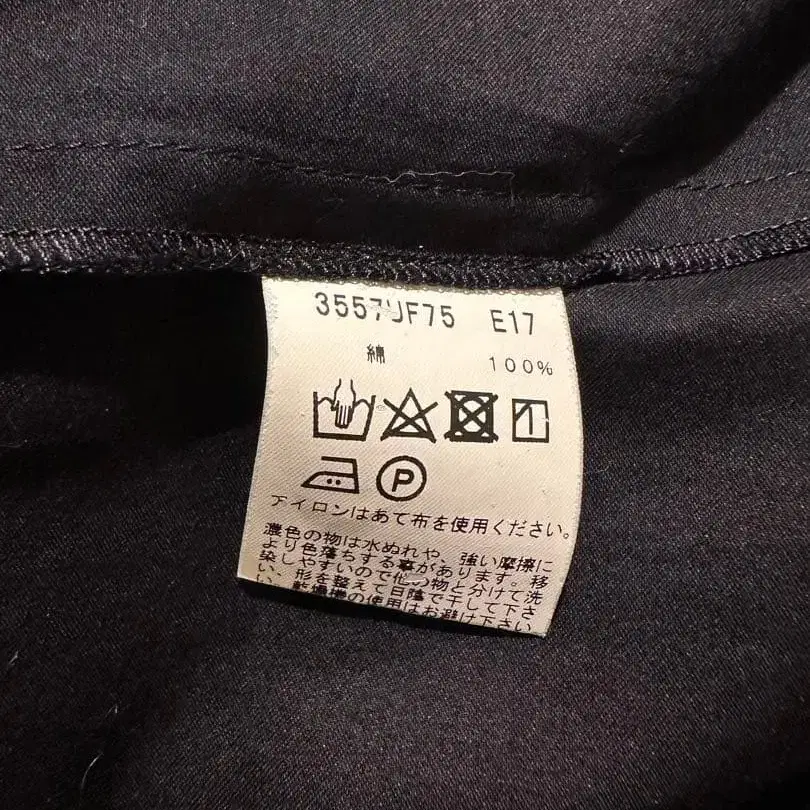 3557UF75 E17
綿 100%
P
アイロンはあて布を使用ください。
濃色の物は水ぬれや、強い摩擦に
より色落ちする事があります。移
染しやすいので他の物と分けて洗
い、形を整えて日陰で干して下さ
い。乾燥機の使用はお避け下さい